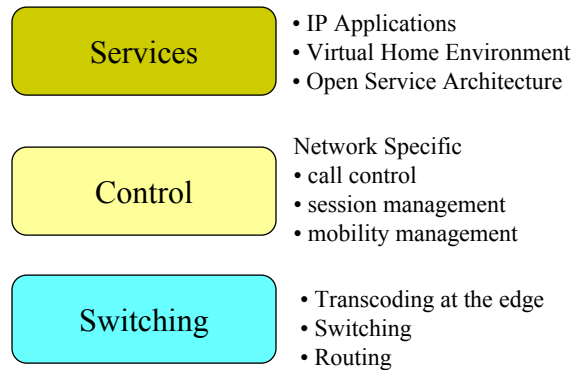 Services
• IP Applications
• Virtual Home Environment
• Open Service Architecture
Control
Network Specific
• call control
• session management
• mobility management
Switching
• Transcoding at the edge
• Switching
• Routing